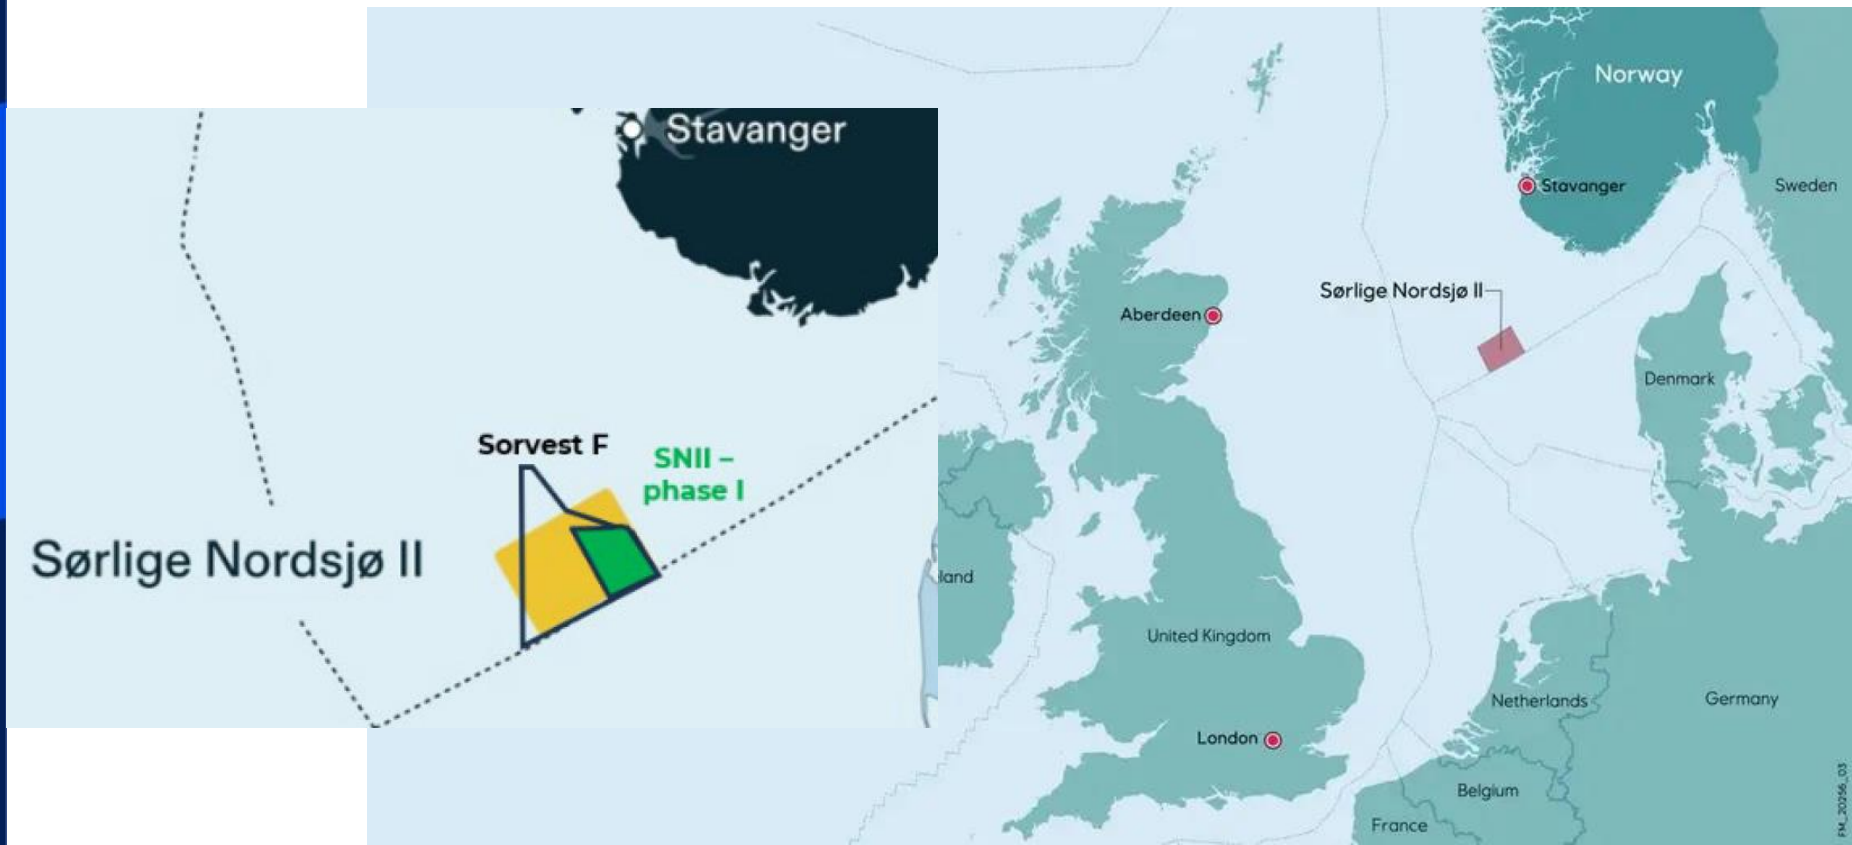 Stavanger
Sorvest F
SNII –
phase I
Sørlige Nordsjø II
Norway
Stavanger
Sweden
Sørlige Nordsjø II
Aberdeen
Denmark
land
United Kingdom
Netherlands
Germany
London
Belgium
France
FM_20256_03